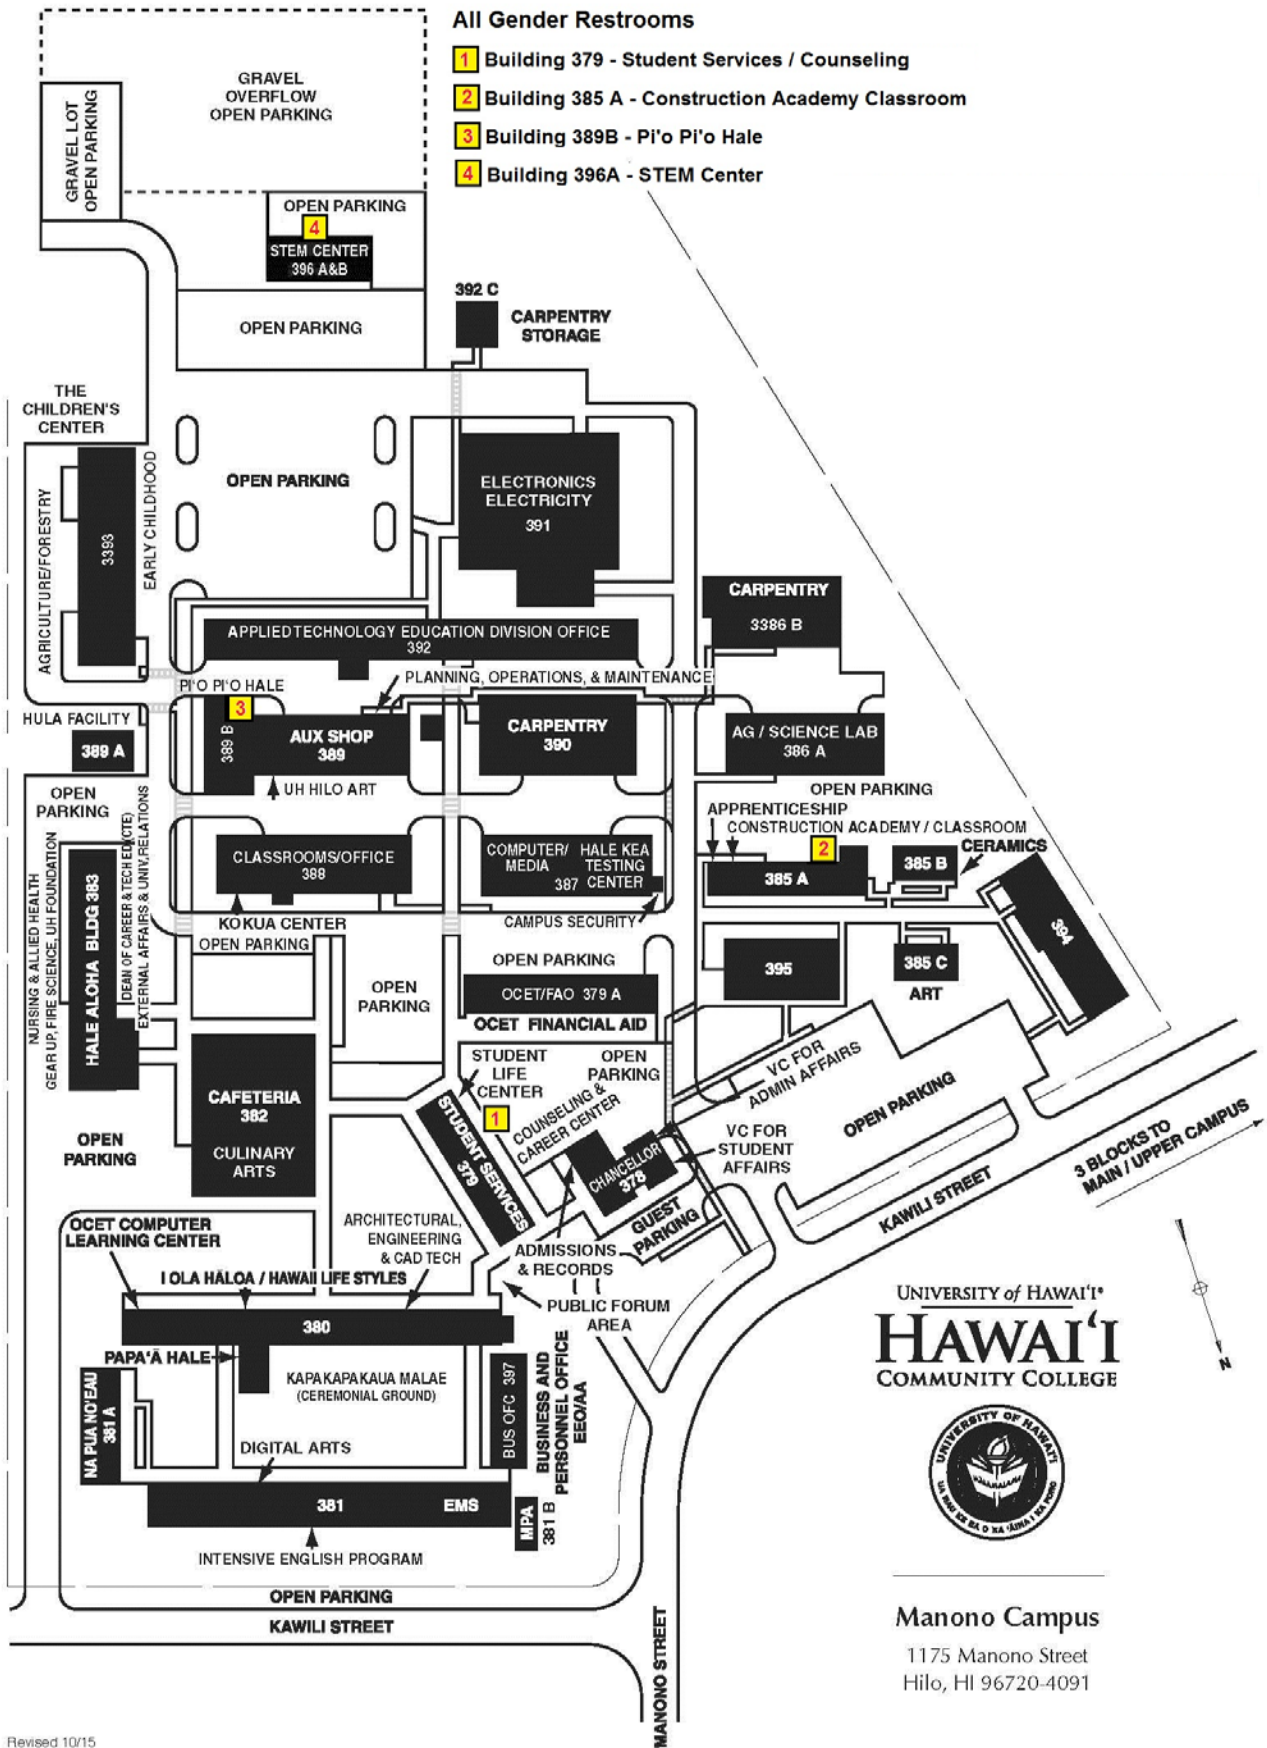 All Gender Restrooms
1 Building 379 - Student Services / Counseling
2 Building 385 A - Construction Academy Classroom
3 Building 389B - Pi'o Pi'o Hale
4 Building 396A - STEM Center
GRAVEL
OVERFLOW
OPEN PARKING
GRAVEL LOT
OPEN PARKING
OPEN PARKING
4
STEM CENTER
396 A&B
OPEN PARKING
392 C
CARPENTRY
STORAGE
THE
CHILDREN'S
CENTER
OPEN PARKING
ELECTRONICS
ELECTRICITY
391
AGRICULTURE/FORESTRY
3393
EARLY CHILDHOOD
CARPENTRY
3386 B
APPLIED TECHNOLOGY EDUCATION DIVISION OFFICE
392
PLANNING, OPERATIONS, & MAINTENANCE
PI'O PI'O HALE
3
389 B
HULA FACILITY
389 A
AUX SHOP
389
CARPENTRY
390
AG / SCIENCE LAB
386 A
UH HILO ART
OPEN
PARKING
OPEN PARKING
APPRENTICESHIP
CONSTRUCTION ACADEMY / CLASSROOM
2
CERAMICS
385 A
385 B
CLASSROOMS/OFFICE
388
COMPUTER/
MEDIA
387
HALE KEA
TESTING
CENTER
KOKUA CENTER
CAMPUS SECURITY
OPEN PARKING
NURSING & ALLIED HEALTH
GEAR UP, FIRE SCIENCE, UH FOUNDATION
HALE ALOHA BLDG 383
DEAN OF CAREER & TECH ED(CTE)
EXTERNAL AFFAIRS & UNIV.RELATIONS
OPEN
PARKING
OPEN PARKING
OCET/FAO 379 A
OCET FINANCIAL AID
395
385 C
ART
394
STUDENT
LIFE
CENTER
OPEN
PARKING
VC FOR
ADMIN AFFAIRS
1
COUNSELING &
CAREER CENTER
STUDENT SERVICES
379
CAFETERIA
382
CULINARY
ARTS
OPEN
PARKING
CHANCELLOR
378
VC FOR
STUDENT
AFFAIRS
GUEST
PARKING
OPEN PARKING
KAWILI STREET
3 BLOCKS TO
MAIN / UPPER CAMPUS
OCET COMPUTER
LEARNING CENTER
ARCHITECTURAL,
ENGINEERING
& CAD TECH
ADMISSIONS
& RECORDS
I OLA HĀLOA / HAWAII LIFE STYLES
PUBLIC FORUM
AREA
380
PAPA'Ā HALE
KAPAKAPAKAUA MALAE
(CEREMONIAL GROUND)
NA PUA NO'EAU
381 A
BUS OFC 397
BUSINESS AND
PERSONNEL OFFICE
EEO/AA
DIGITAL ARTS
381
EMS
MPA
381 B
INTENSIVE ENGLISH PROGRAM
OPEN PARKING
KAWILI STREET
MANONO STREET
N
UNIVERSITY of HAWAI'I®
HAWAI'I
COMMUNITY COLLEGE
UNIVERSITY OF HAWAI'I
Manono Campus
1175 Manono Street
Hilo, HI 96720-4091
Revised 10/15